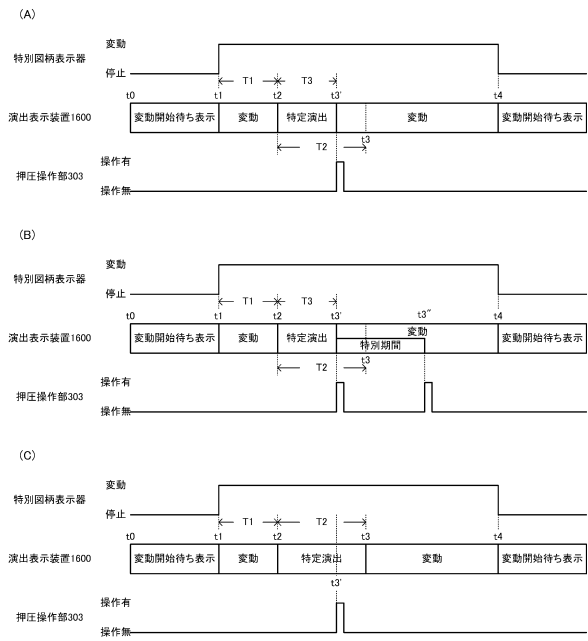 (A)
変動
特別図柄表示器
停止
T1 T3
t0 t1 t2 t3' t4
演出表示装置1600 変動開始待ち表示 変動 特定演出 変動 変動開始待ち表示
t3
T2
操作有
押圧操作部303
操作無
(B)
変動
特別図柄表示器
停止
T1 T3
t0 t1 t2 t3' t3" t4
演出表示装置1600 変動開始待ち表示 変動 特定演出 変動 変動開始待ち表示
特別期間
t3
T2
操作有
押圧操作部303
操作無
(C)
変動
特別図柄表示器
停止
T1 T2
t0 t1 t2 t3 t4
演出表示装置1600 変動開始待ち表示 変動 特定演出 変動 変動開始待ち表示
t3'
操作有
押圧操作部303
操作無